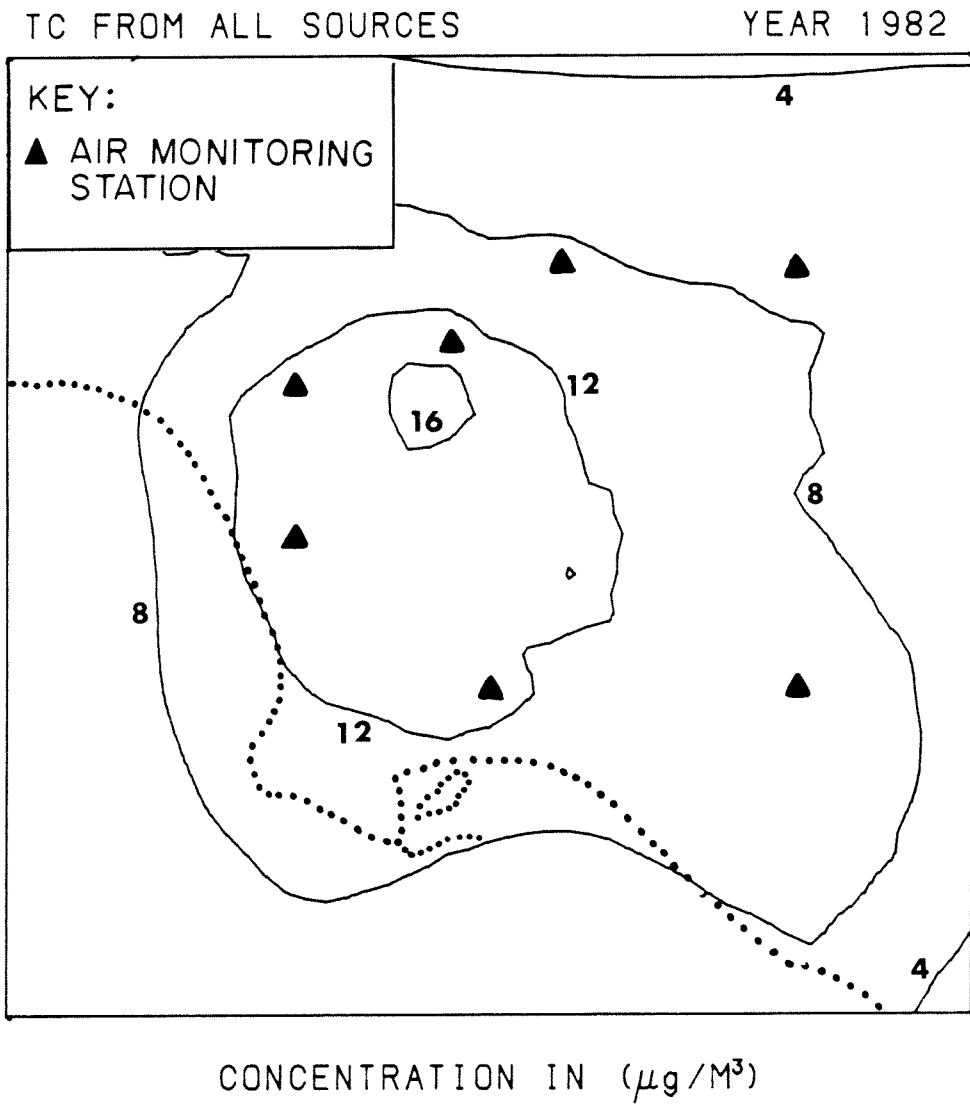 TC FROM ALL SOURCES YEAR 1982
KEY:
▲ AIR MONITORING
STATION
4
12
16
8
8
12
4
CONCENTRATION IN (μg/M³)